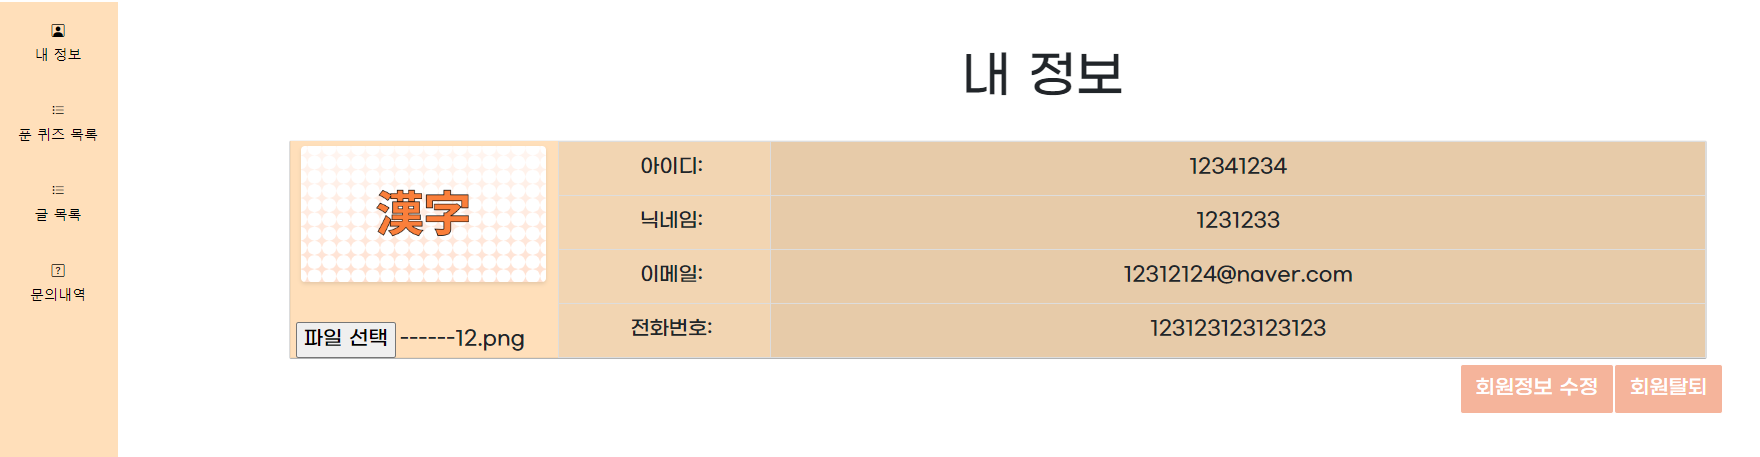 내 정보
푼 퀴즈 목록
글 목록
문의내역
내 정보
漢字
파일 선택 ------12.png
아이디: 12341234
닉네임: 1231233
이메일: 12312124@naver.com
전화번호: 123123123123123
회원정보 수정 회원탈퇴